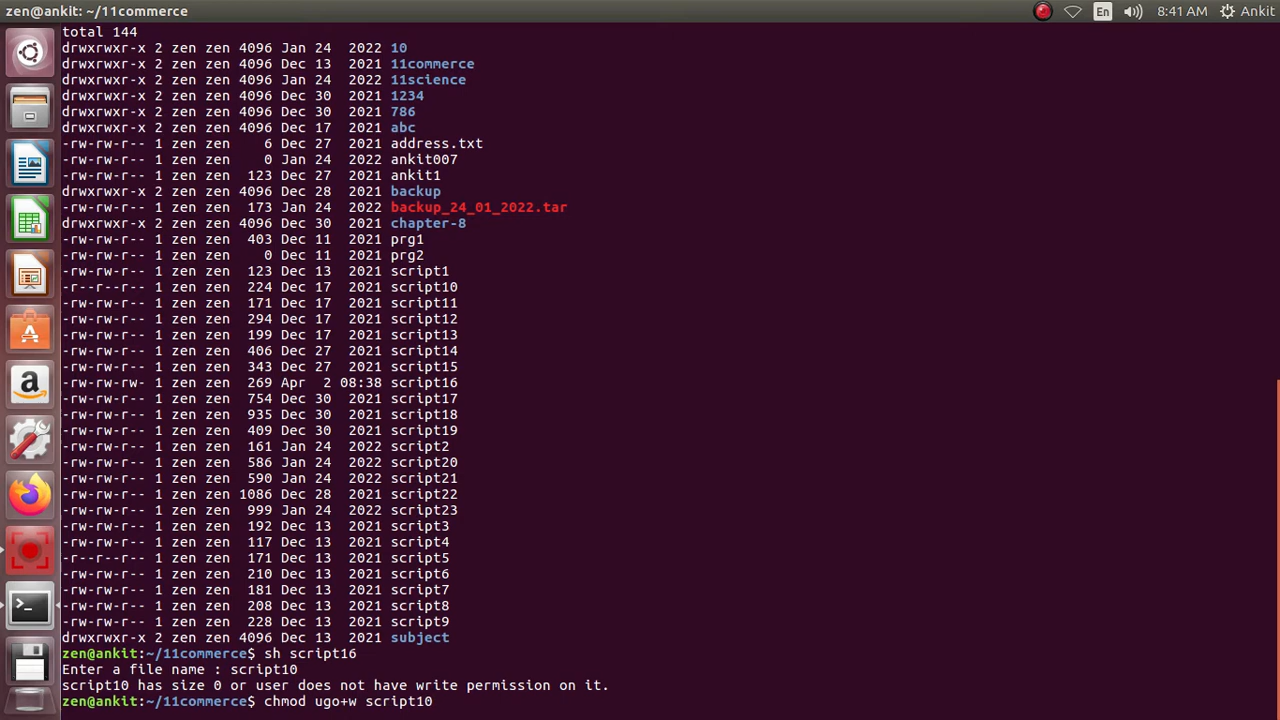 zen@ankit: ~/11commerce En 8:41 AM Ankit
total 144
drwxrwxr-x 2 zen zen 4096 Jan 24  2022 10
drwxrwxr-x 2 zen zen 4096 Dec 13  2021 11commerce
drwxrwxr-x 2 zen zen 4096 Jan 24  2022 11science
drwxrwxr-x 2 zen zen 4096 Dec 30  2021 1234
drwxrwxr-x 2 zen zen 4096 Dec 30  2021 786
drwxrwxr-x 2 zen zen 4096 Dec 17  2021 abc
-rw-rw-r-- 1 zen zen    6 Dec 27  2021 address.txt
-rw-rw-r-- 1 zen zen    0 Jan 24  2022 ankit007
-rw-rw-r-- 1 zen zen  123 Dec 27  2021 ankit1
drwxrwxr-x 2 zen zen 4096 Dec 28  2021 backup
-rw-rw-r-- 1 zen zen  173 Jan 24  2022 backup_24_01_2022.tar
drwxrwxr-x 2 zen zen 4096 Dec 30  2021 chapter-8
-rw-rw-r-- 1 zen zen  403 Dec 11  2021 prg1
-rw-rw-r-- 1 zen zen    0 Dec 11  2021 prg2
-rw-rw-r-- 1 zen zen  123 Dec 13  2021 script1
-r--r--r-- 1 zen zen  224 Dec 17  2021 script10
-rw-rw-r-- 1 zen zen  171 Dec 17  2021 script11
-rw-rw-r-- 1 zen zen  294 Dec 17  2021 script12
-rw-rw-r-- 1 zen zen  199 Dec 17  2021 script13
-rw-rw-r-- 1 zen zen  406 Dec 27  2021 script14
-rw-rw-r-- 1 zen zen  343 Dec 27  2021 script15
-rw-rw-rw- 1 zen zen  269 Apr  2 08:38 script16
-rw-rw-r-- 1 zen zen  754 Dec 30  2021 script17
-rw-rw-r-- 1 zen zen  935 Dec 30  2021 script18
-rw-rw-r-- 1 zen zen  409 Dec 30  2021 script19
-rw-rw-r-- 1 zen zen  161 Jan 24  2022 script2
-rw-rw-r-- 1 zen zen  586 Jan 24  2022 script20
-rw-rw-r-- 1 zen zen  590 Jan 24  2022 script21
-rw-rw-r-- 1 zen zen 1086 Dec 28  2021 script22
-rw-rw-r-- 1 zen zen  999 Jan 24  2022 script23
-rw-rw-r-- 1 zen zen  192 Dec 13  2021 script3
-rw-rw-r-- 1 zen zen  117 Dec 13  2021 script4
-r--r--r-- 1 zen zen  171 Dec 13  2021 script5
-rw-rw-r-- 1 zen zen  210 Dec 13  2021 script6
-rw-rw-r-- 1 zen zen  181 Dec 13  2021 script7
-rw-rw-r-- 1 zen zen  208 Dec 13  2021 script8
-rw-rw-r-- 1 zen zen  228 Dec 13  2021 script9
drwxrwxr-x 2 zen zen 4096 Dec 13  2021 subject
zen@ankit:~/11commerce$ sh script16
Enter a file name : script10
script10 has size 0 or user does not have write permission on it.
zen@ankit:~/11commerce$ chmod ugo+w script10